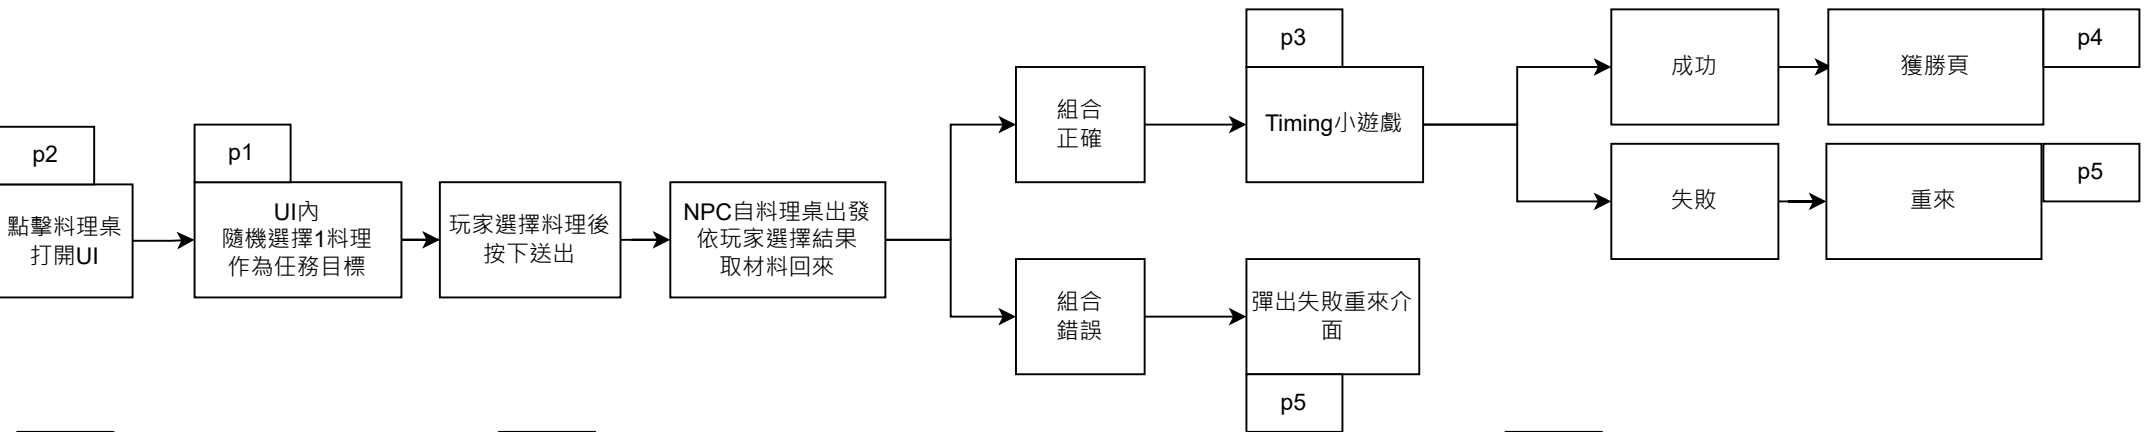 p2
點擊料理桌
打開UI
p1
UI內
隨機選擇1料理
作為任務目標
玩家選擇料理後
按下送出
NPC自料理桌出發
依玩家選擇結果
取材料回來
組合
正確
p3
Timing小遊戲
成功
獲勝頁
p4
失敗
重來
p5
組合
錯誤
彈出失敗重來介
面
p5